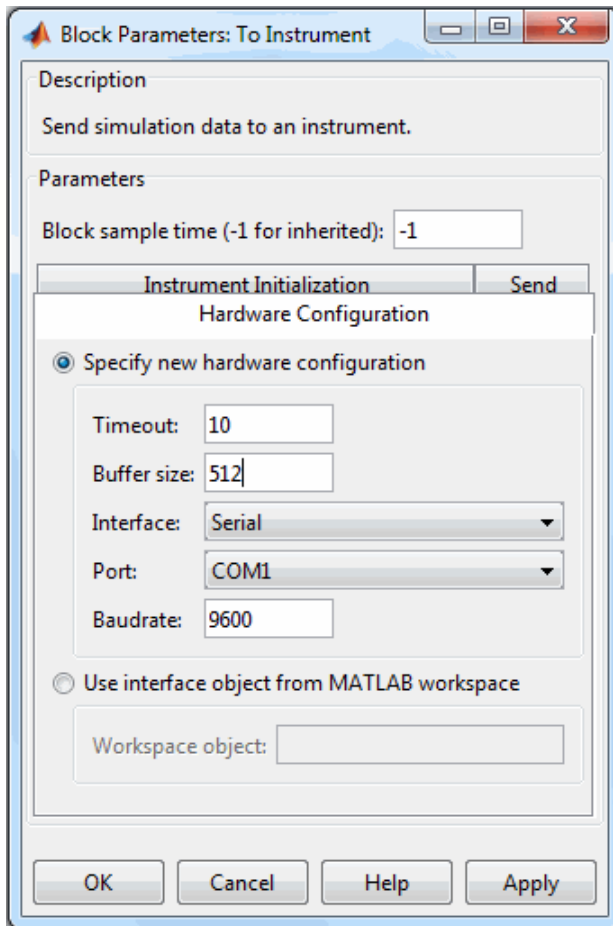 Block Parameters: To Instrument
Description
Send simulation data to an instrument.
Parameters
Block sample time (-1 for inherited): -1
Instrument Initialization Send
Hardware Configuration
Specify new hardware configuration
Timeout: 10
Buffer size: 512
Interface: Serial
Port: COM1
Baudrate: 9600
Use interface object from MATLAB workspace
Workspace object:
OK Cancel Help Apply